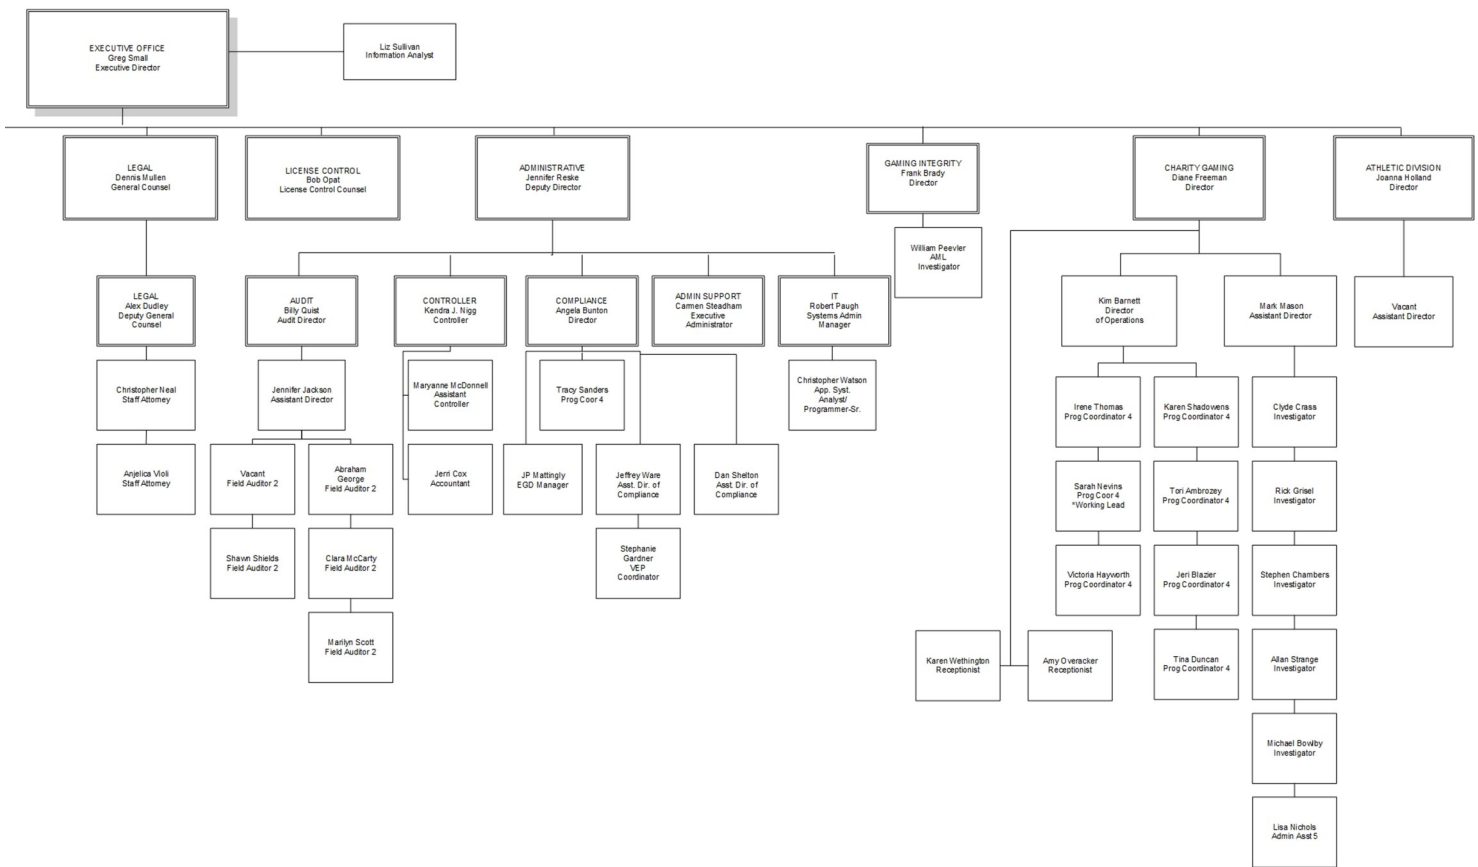 EXECUTIVE OFFICE
Greg Small
Executive Director
Liz Sullivan
Information Analyst
LEGAL
Dennis Mullen
General Counsel
LICENSE CONTROL
Bob Opat
License Control Counsel
ADMINISTRATIVE
Jennifer Reske
Deputy Director
GAMING INTEGRITY
Frank Brady
Director
CHARITY GAMING
Diane Freeman
Director
ATHLETIC DIVISION
Joanna Holland
Director
William Peevler
AML
Investigator
LEGAL
Alex Dudley
Deputy General
Counsel
AUDIT
Billy Quist
Audit Director
CONTROLLER
Kendra J. Nigg
Controller
COMPLIANCE
Angela Bunton
Director
ADMIN SUPPORT
Carmen Steadham
Executive
Administrator
IT
Robert Paugh
Systems Admin
Manager
Kim Barnett
Director
of Operations
Mark Mason
Assistant Director
Vacant
Assistant Director
Christopher Neal
Staff Attorney
Jennifer Jackson
Assistant Director
Maryanne McDonnell
Assistant
Controller
Tracy Sanders
Prog Coor 4
Christopher Watson
App. Syst.
Analyst/
Programmer-Sr.
Irene Thomas
Prog Coordinator 4
Karen Shadowens
Prog Coordinator 4
Clyde Crass
Investigator
Anjelica Violi
Staff Attorney
Vacant
Field Auditor 2
Abraham
George
Field Auditor 2
Jerri Cox
Accountant
JP Mattingly
EGD Manager
Jeffrey Ware
Asst. Dir. of
Compliance
Dan Shelton
Asst. Dir. of
Compliance
Sarah Nevins
Prog Coor 4
*Working Lead
Tori Ambrozey
Prog Coordinator 4
Rick Grisel
Investigator
Shawn Shields
Field Auditor 2
Clara McCarty
Field Auditor 2
Stephanie
Gardner
VEP
Coordinator
Victoria Hayworth
Prog Coordinator 4
Jeri Blazier
Prog Coordinator 4
Stephen Chambers
Investigator
Marilyn Scott
Field Auditor 2
Karen Wethington
Receptionist
Amy Overacker
Receptionist
Tina Duncan
Prog Coordinator 4
Allan Strange
Investigator
Michael Bowlby
Investigator
Lisa Nichols
Admin Asst 5